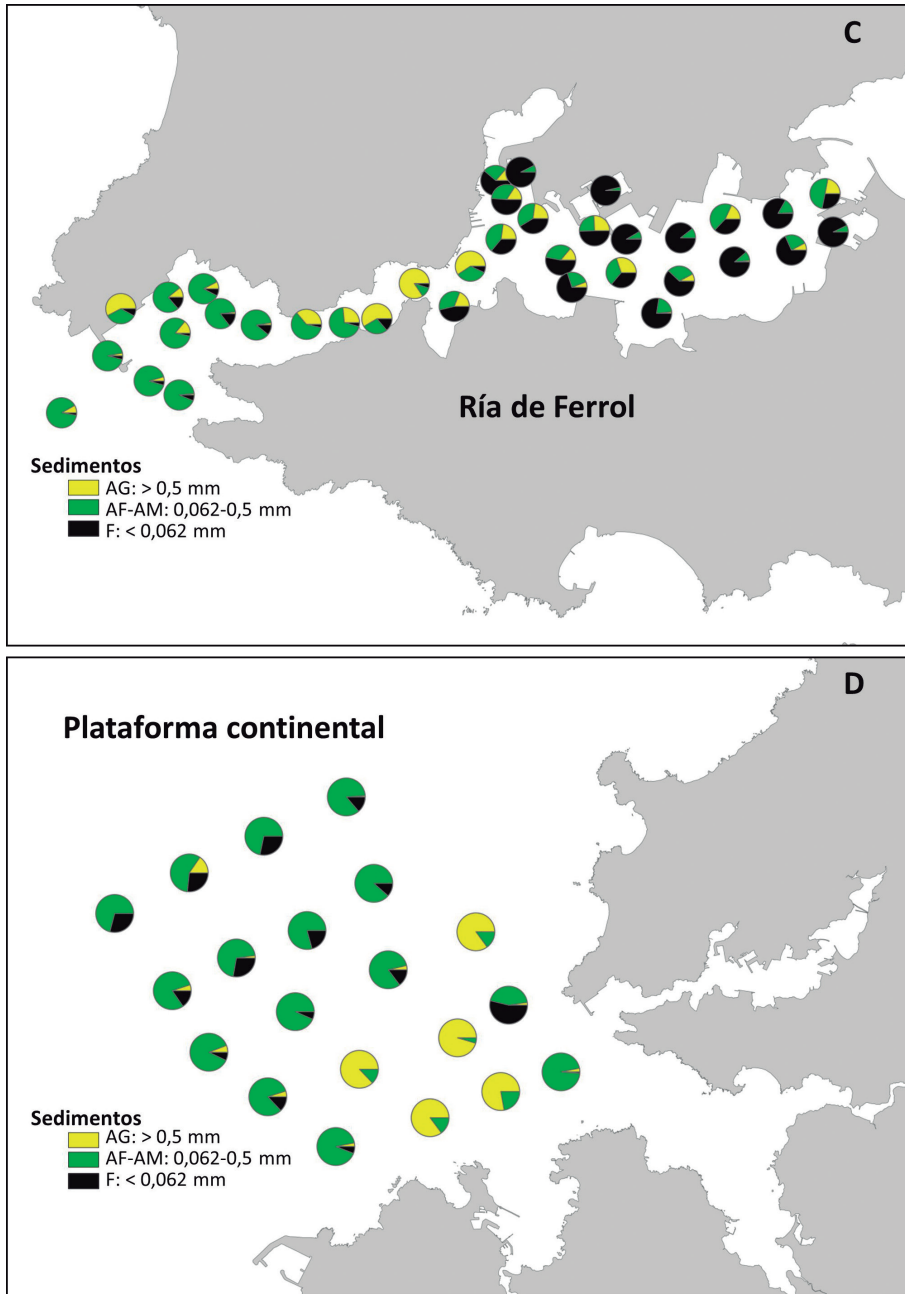 C
Ría de Ferrol
Sedimentos
AG: > 0,5 mm
AF-AM: 0,062-0,5 mm
F: < 0,062 mm
D
Plataforma continental
Sedimentos
AG: > 0,5 mm
AF-AM: 0,062-0,5 mm
F: < 0,062 mm